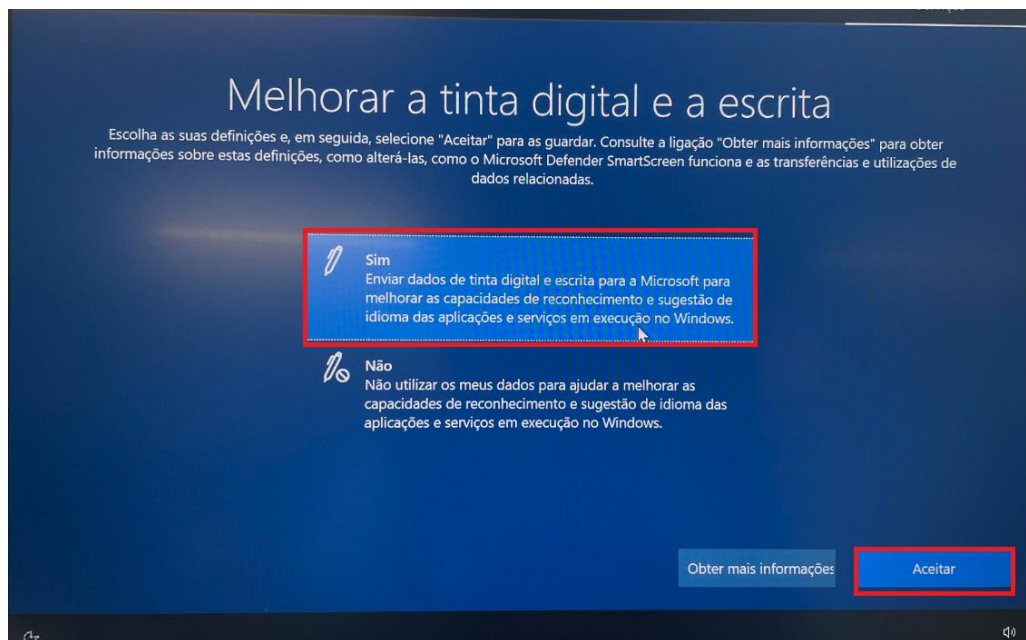 Melhorar a tinta digital e a escrita
Escolha as suas definições e, em seguida, selecione "Aceitar" para as guardar. Consulte a ligação "Obter mais informações" para obter
informações sobre estas definições, como alterá-las, como o Microsoft Defender SmartScreen funciona e as transferências e utilizações de
dados relacionadas.
Sim
Enviar dados de tinta digital e escrita para a Microsoft para
melhorar as capacidades de reconhecimento e sugestão de
idioma das aplicações e serviços em execução no Windows.
Não
Não utilizar os meus dados para ajudar a melhorar as
capacidades de reconhecimento e sugestão de idioma das
aplicações e serviços em execução no Windows.
Obter mais informações
Aceitar